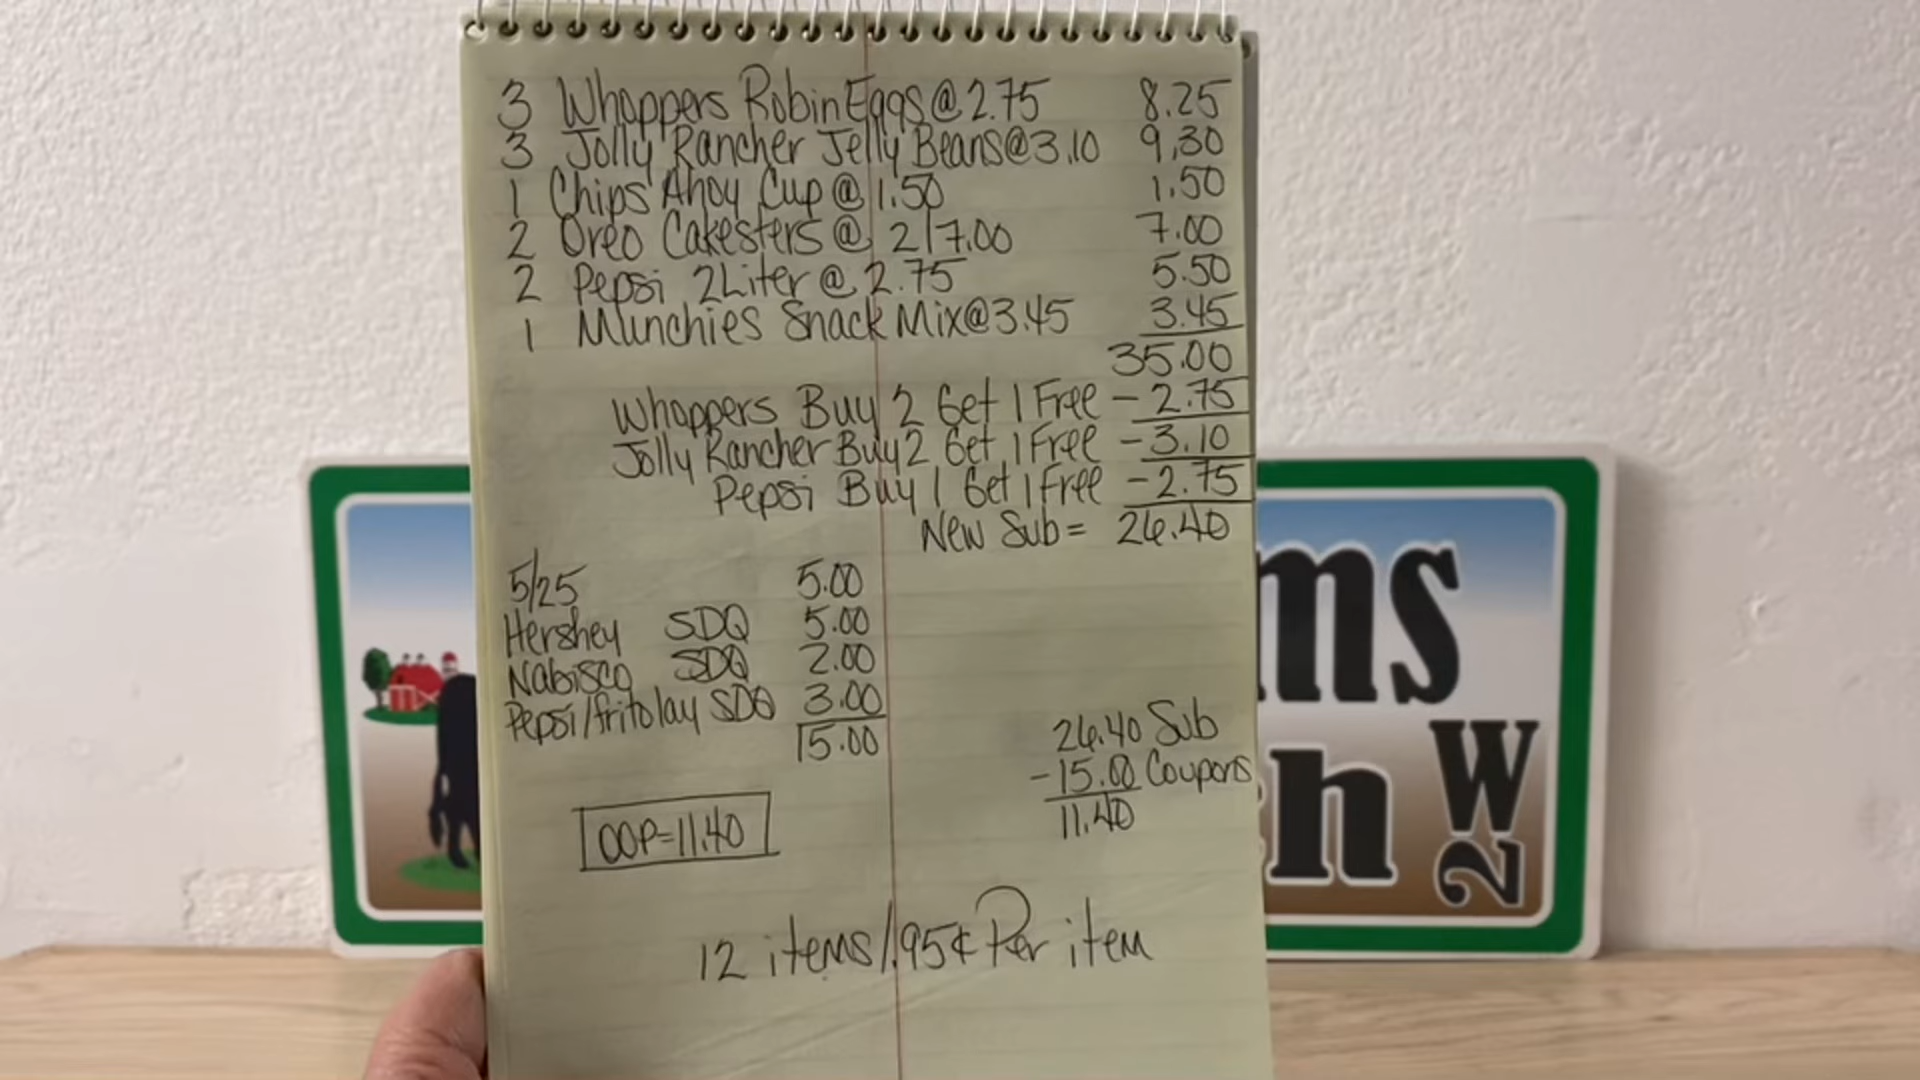 3 Whoppers Robin Eggs @ 2.75 8.25
3 Jolly Rancher Jelly Beans @ 3.10 9.30
1 Chips Ahoy Cup @ 1.50 1.50
2 Oreo Cakesters @ 2/7.00 7.00
2 Pepsi 2 Liter @ 2.75 5.50
1 Munchies Snack Mix @ 3.45 3.45
35.00
Whoppers Buy 2 Get 1 Free - 2.75
Jolly Rancher Buy 2 Get 1 Free - 3.10
Pepsi Buy 1 Get 1 Free - 2.75
New Sub = 26.40
5/25 5.00
Hershey SDQ 5.00
Nabisco SDQ 2.00
Pepsi/fritolay SDQ 3.00
15.00
26.40 Sub
- 15.00 Coupons
11.40
OOP = 11.40
12 items/.95¢ Per item
ms
h
W
2